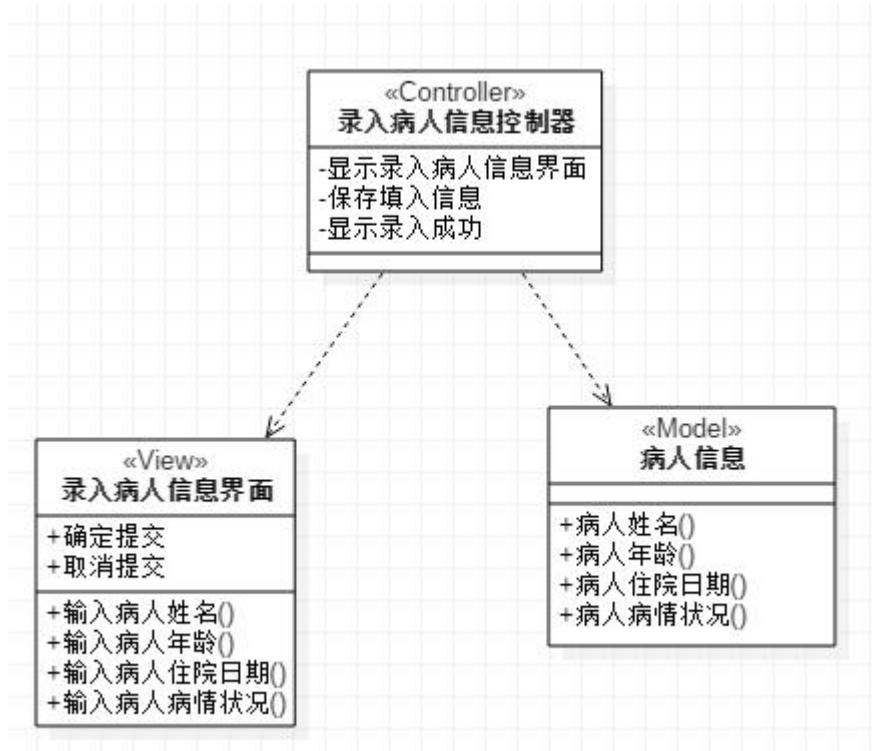 «Controller»
录入病人信息控制器
-显示录入病人信息界面
-保存填入信息
-显示录入成功
«View»
录入病人信息界面
+确定提交
+取消提交
+输入病人姓名()
+输入病人年龄()
+输入病人住院日期()
+输入病人病情状况()
«Model»
病人信息
+病人姓名()
+病人年龄()
+病人住院日期()
+病人病情状况()